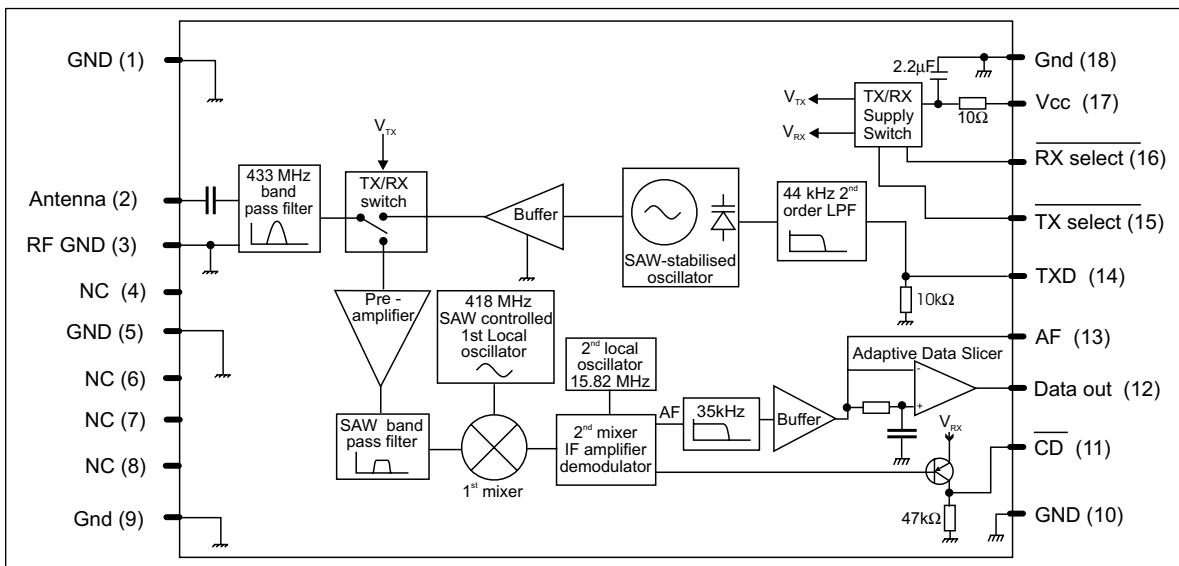 GND (1)
Antenna (2)
RF GND (3)
NC (4)
GND (5)
NC (6)
NC (7)
NC (8)
Gnd (9)
433 MHz
band
pass filter
VTX
TX/RX
switch
Buffer
SAW-stabilised
oscillator
44 kHz 2nd
order LPF
VTX
VRX
TX/RX
Supply
Switch
2.2µF
10Ω
10kΩ
Pre -
amplifier
418 MHz
SAW controlled
1st Local
oscillator
2nd local
oscillator
15.82 MHz
SAW band
pass filter
1st mixer
2nd mixer
IF amplifier
demodulator
AF
35kHz
Buffer
Adaptive Data Slicer
-
+
VRX
47kΩ
Gnd (18)
Vcc (17)
RX select (16)
TX select (15)
TXD (14)
AF (13)
Data out (12)
CD (11)
GND (10)